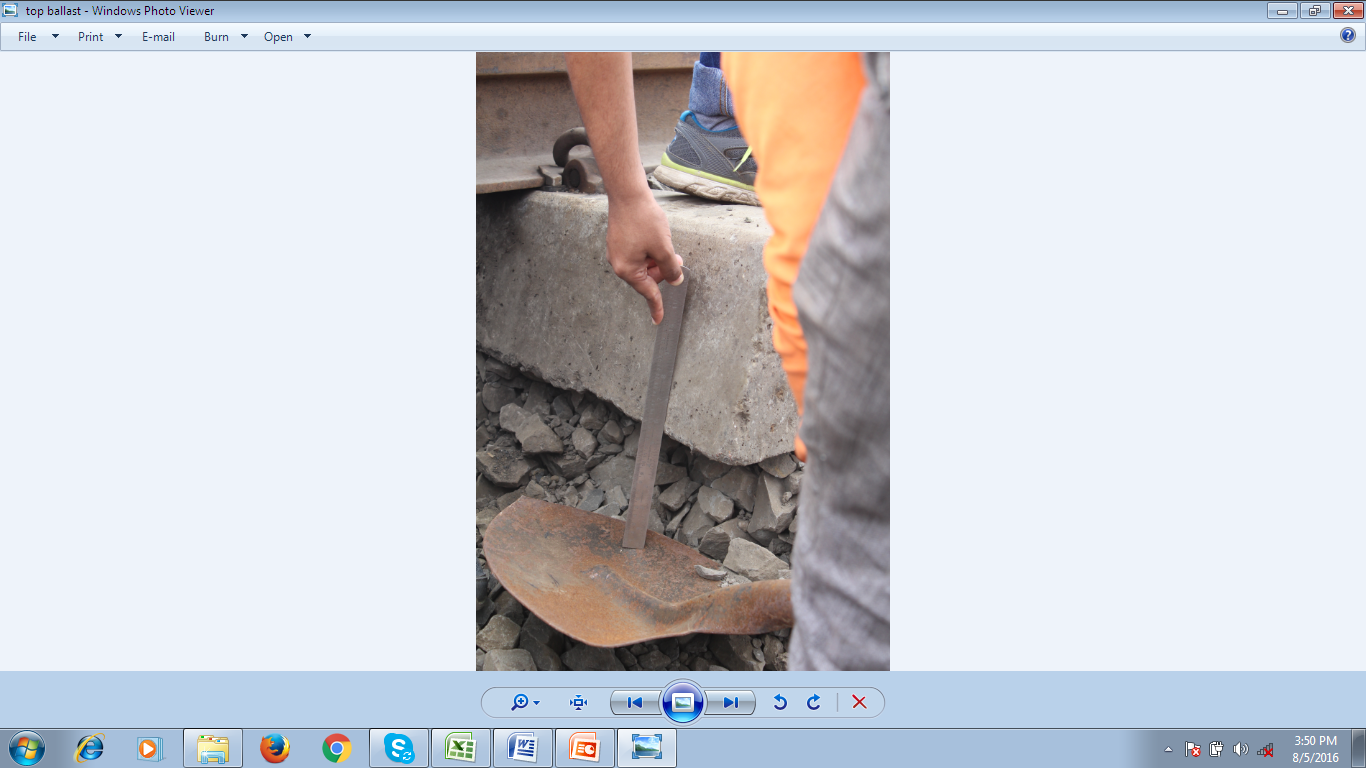 top ballast - Windows Photo Viewer
File Print E-mail Burn Open
3:50 PM
8/5/2016